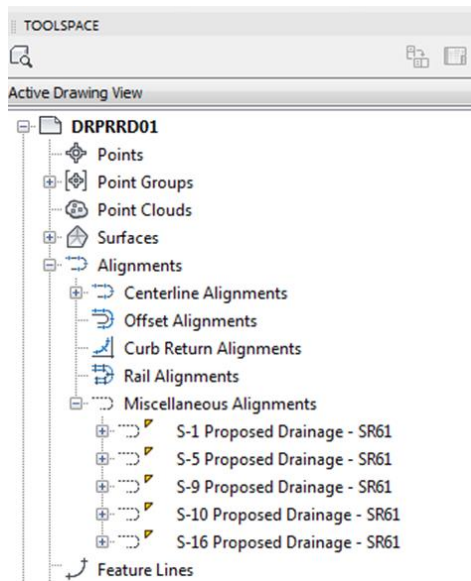 TOOLSPACE
Active Drawing View
DRPRRD01
Points
Point Groups
Point Clouds
Surfaces
Alignments
Centerline Alignments
Offset Alignments
Curb Return Alignments
Rail Alignments
Miscellaneous Alignments
S-1 Proposed Drainage - SR61
S-5 Proposed Drainage - SR61
S-9 Proposed Drainage - SR61
S-10 Proposed Drainage - SR61
S-16 Proposed Drainage - SR61
Feature Lines